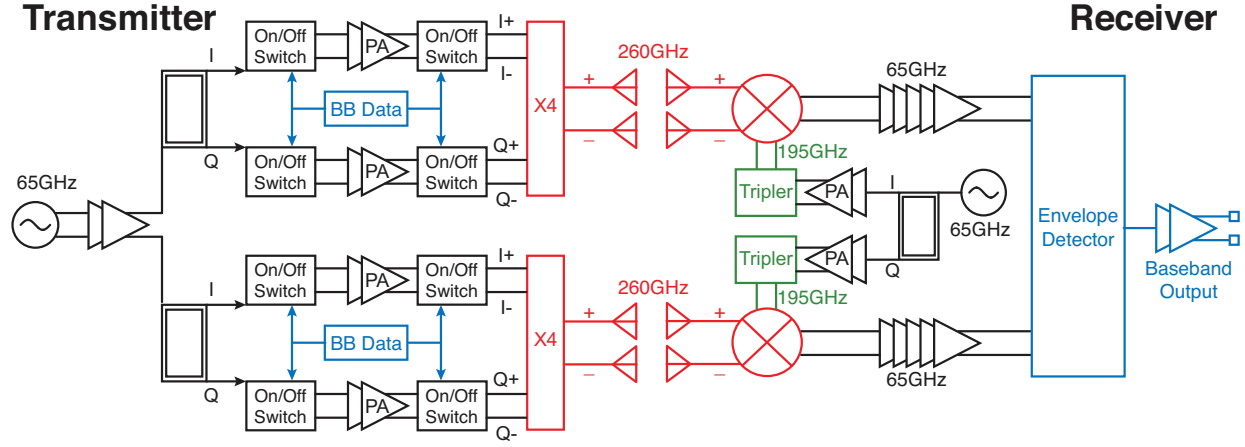 Transmitter
Receiver
I+
On/Off
Switch
PA
On/Off
Switch
I
I-
260GHz
65GHz
+
+
BB Data
X4
–
–
Q
Q+
195GHz
On/Off
Switch
PA
On/Off
Switch
I
65GHz
Q-
Tripler
PA
65GHz
Envelope
Detector
I+
On/Off
Switch
PA
On/Off
Switch
Tripler
PA
Q
Baseband
Output
I
I-
260GHz
195GHz
+
+
BB Data
X4
–
–
65GHz
Q
Q+
On/Off
Switch
PA
On/Off
Switch
Q-